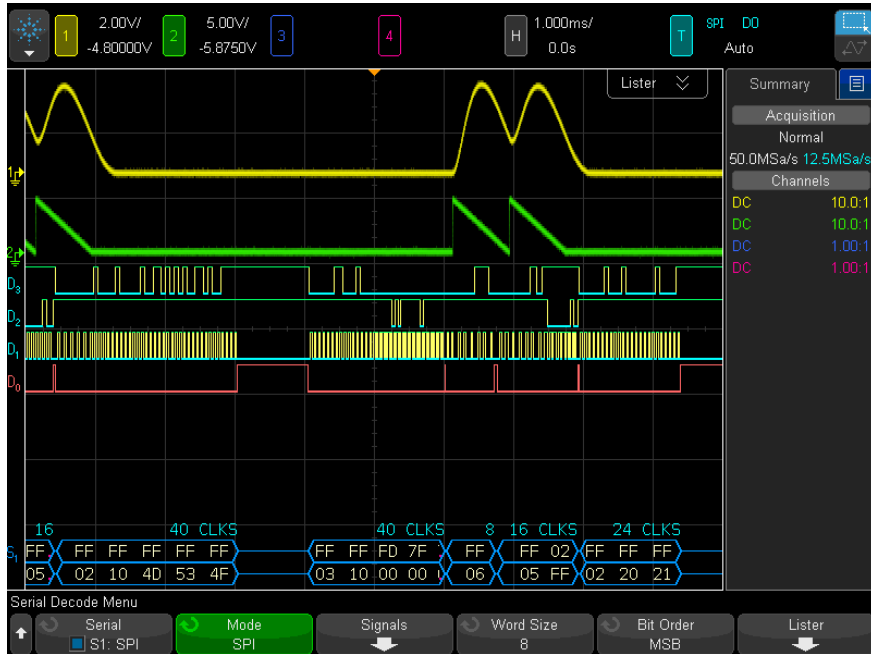 1 2.00V/ -4.80000V 2 5.00V/ -5.8750V 3 4 H 1.000ms/ 0.0s T SPI D0 Auto
Lister
Summary
Acquisition
Normal
50.0MSa/s 12.5MSa/s
Channels
DC 10.0:1
DC 10.0:1
DC 1.00:1
DC 1.00:1
1
2
D3
D2
D1
D0
16 40 CLKS 40 CLKS 8 16 CLKS 24 CLKS
S1 FF FF FF FF FF FF FF FF FD 7F FF FF 02 FF FF FF
05 02 10 4D 53 4F 03 10 00 00 06 05 FF 02 20 21
Serial Decode Menu
Serial Mode Signals Word Size Bit Order Lister
S1: SPI SPI 8 MSB